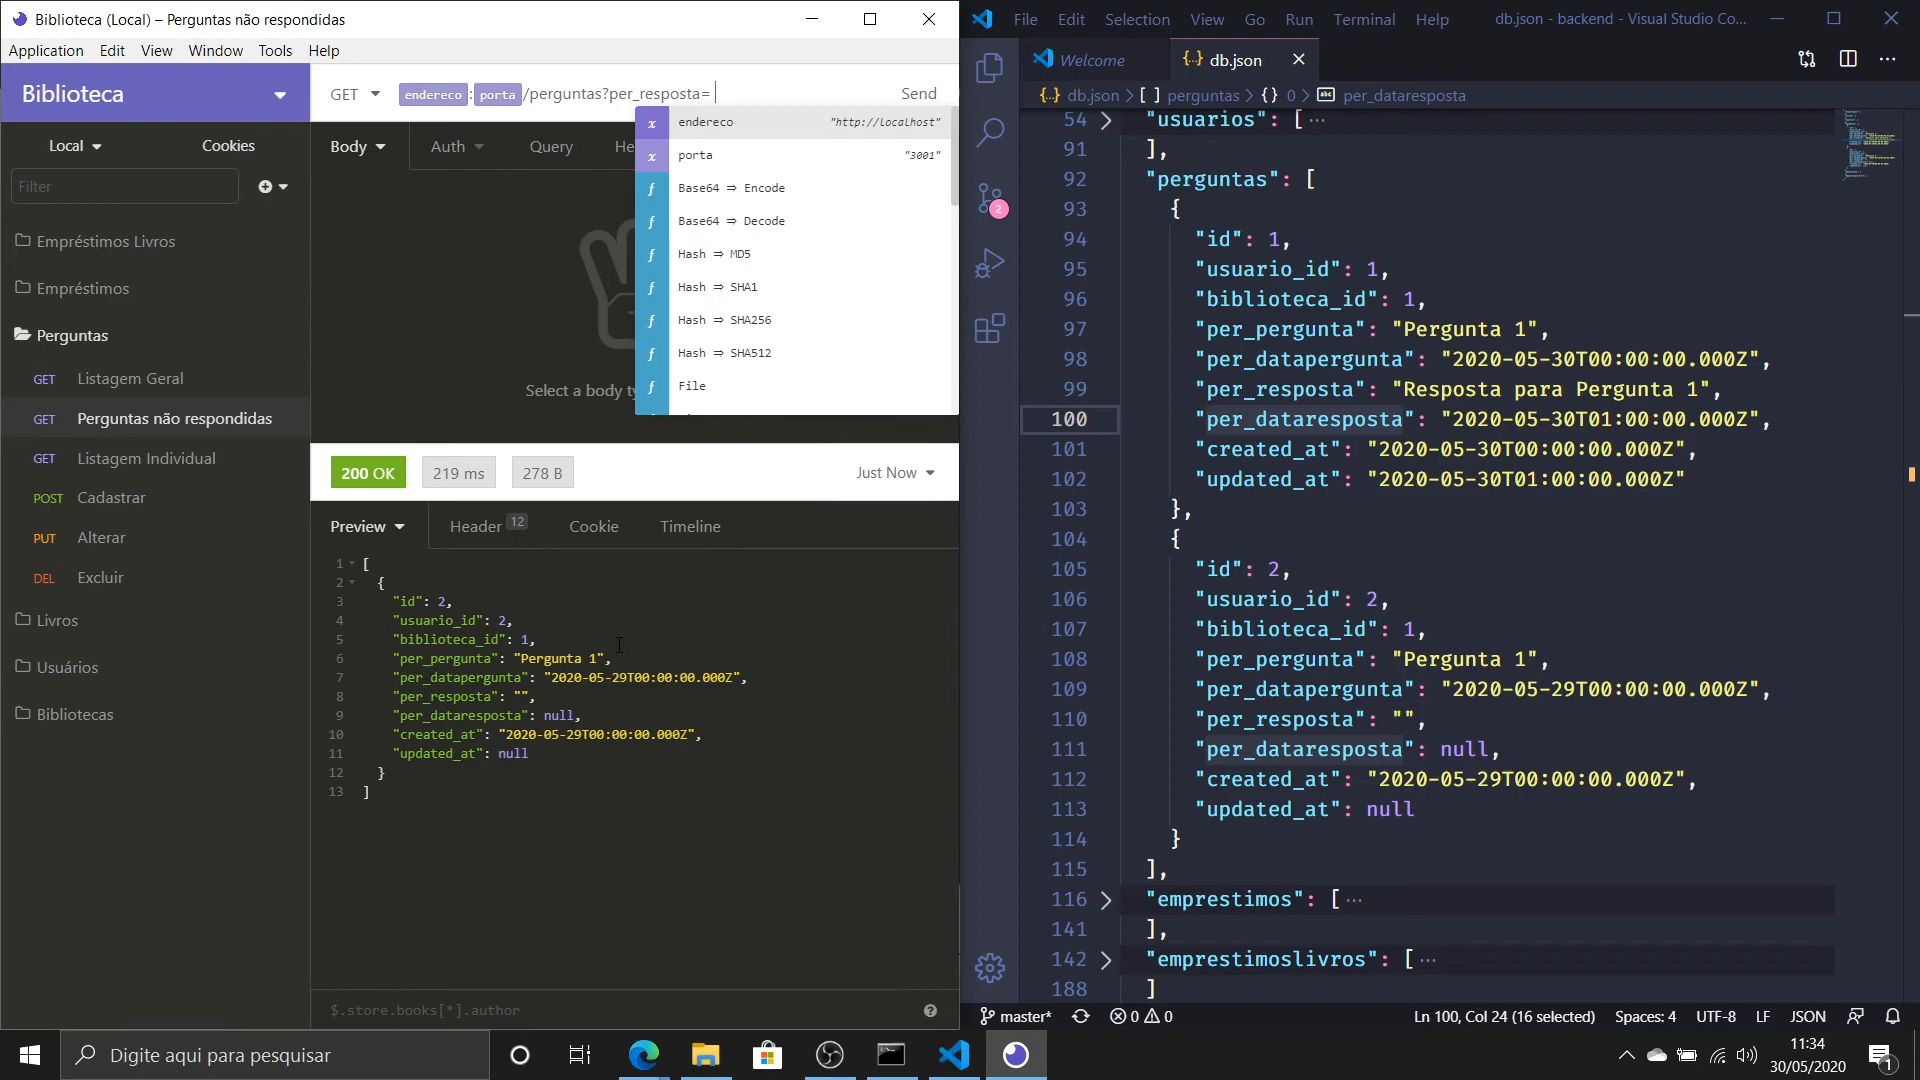 Biblioteca (Local) – Perguntas não respondidas
Application Edit View Window Tools Help
Biblioteca
GET endereco : porta /perguntas?per_resposta= Send
Local Cookies
Body Auth Query He
Filter
endereco "http://localhost"
porta "3001"
Base64 ⇒ Encode
Base64 ⇒ Decode
Hash ⇒ MD5
Hash ⇒ SHA1
Hash ⇒ SHA256
Hash ⇒ SHA512
File
Select a body ty
Empréstimos Livros
Empréstimos
Perguntas
GET Listagem Geral
GET Perguntas não respondidas
GET Listagem Individual
POST Cadastrar
PUT Alterar
DEL Excluir
Livros
Usuários
Bibliotecas
200 OK 219 ms 278 B Just Now
Preview Header 12 Cookie Timeline
1 [
2 {
3 "id": 2,
4 "usuario_id": 2,
5 "biblioteca_id": 1,
6 "per_pergunta": "Pergunta 1",
7 "per_datapergunta": "2020-05-29T00:00:00.000Z",
8 "per_resposta": "",
9 "per_dataresposta": null,
10 "created_at": "2020-05-29T00:00:00.000Z",
11 "updated_at": null
12 }
13 ]
$.store.books[*].author
File Edit Selection View Go Run Terminal Help db.json - backend - Visual Studio Co...
Welcome {..} db.json
{..} db.json > [ ] perguntas > {} 0 > per_dataresposta
2
54 "usuarios": [ ...
91 ],
92 "perguntas": [
93 {
94 "id": 1,
95 "usuario_id": 1,
96 "biblioteca_id": 1,
97 "per_pergunta": "Pergunta 1",
98 "per_datapergunta": "2020-05-30T00:00:00.000Z",
99 "per_resposta": "Resposta para Pergunta 1",
100 "per_dataresposta": "2020-05-30T01:00:00.000Z",
101 "created_at": "2020-05-30T00:00:00.000Z",
102 "updated_at": "2020-05-30T01:00:00.000Z"
103 },
104 {
105 "id": 2,
106 "usuario_id": 2,
107 "biblioteca_id": 1,
108 "per_pergunta": "Pergunta 1",
109 "per_datapergunta": "2020-05-29T00:00:00.000Z",
110 "per_resposta": "",
111 "per_dataresposta": null,
112 "created_at": "2020-05-29T00:00:00.000Z",
113 "updated_at": null
114 }
115 ],
116 "emprestimos": [ ...
141 ],
142 "emprestimoslivros": [ ...
188 ]
master* 0 0 Ln 100, Col 24 (16 selected) Spaces: 4 UTF-8 LF JSON
Digite aqui para pesquisar
11:34
30/05/2020
1